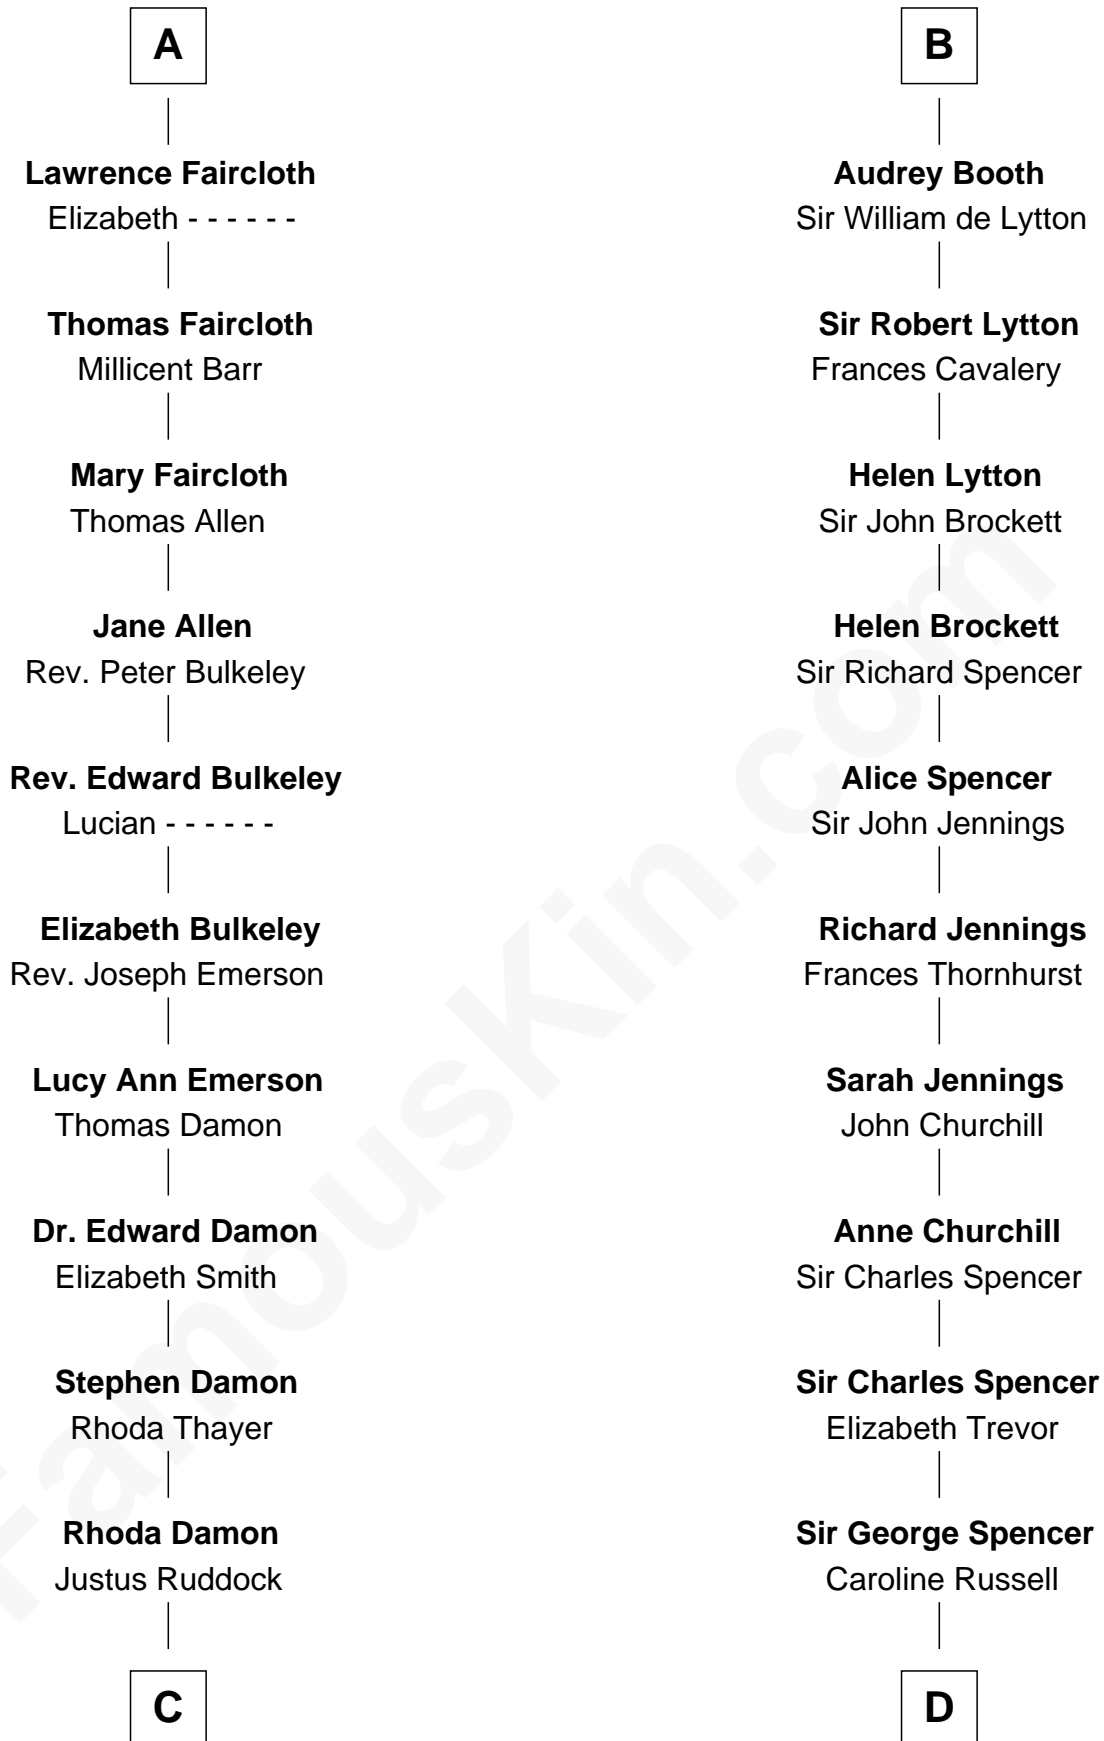 A
Lawrence Faircloth
Elizabeth - - - - - -
Thomas Faircloth
Millicent Barr
Mary Faircloth
Thomas Allen
Jane Allen
Rev. Peter Bulkeley
Rev. Edward Bulkeley
Lucian - - - - - -
Elizabeth Bulkeley
Rev. Joseph Emerson
Lucy Ann Emerson
Thomas Damon
Dr. Edward Damon
Elizabeth Smith
Stephen Damon
Rhoda Thayer
Rhoda Damon
Justus Ruddock
C
B
Audrey Booth
Sir William de Lytton
Sir Robert Lytton
Frances Cavalery
Helen Lytton
Sir John Brockett
Helen Brockett
Sir Richard Spencer
Alice Spencer
Sir John Jennings
Richard Jennings
Frances Thornhurst
Sarah Jennings
John Churchill
Anne Churchill
Sir Charles Spencer
Sir Charles Spencer
Elizabeth Trevor
Sir George Spencer
Caroline Russell
D
FamousKin.com